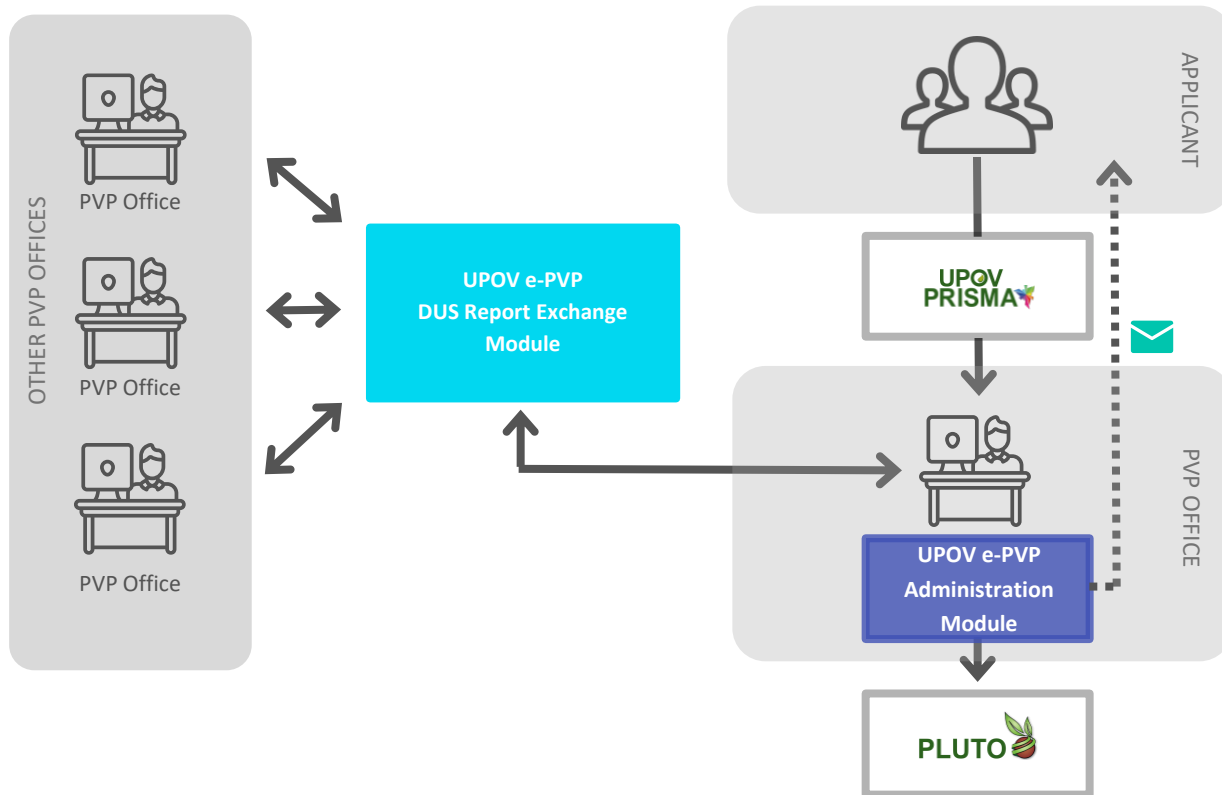 OTHER PVP OFFICES
PVP Office
PVP Office
PVP Office
UPOV e-PVP
DUS Report Exchange
Module
APPLICANT
UPOV
PRISMA
PVP OFFICE
UPOV e-PVP
Administration
Module
PLUTO